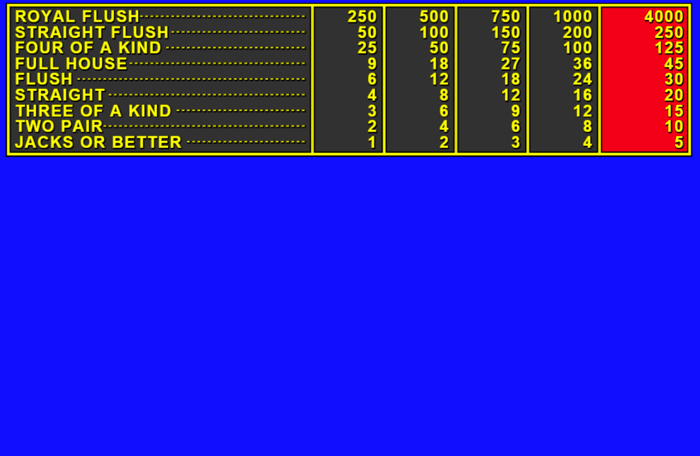 ROYAL FLUSH 250 500 750 1000 4000
STRAIGHT FLUSH 50 100 150 200 250
FOUR OF A KIND 25 50 75 100 125
FULL HOUSE 9 18 27 36 45
FLUSH 6 12 18 24 30
STRAIGHT 4 8 12 16 20
THREE OF A KIND 3 6 9 12 15
TWO PAIR 2 4 6 8 10
JACKS OR BETTER 1 2 3 4 5